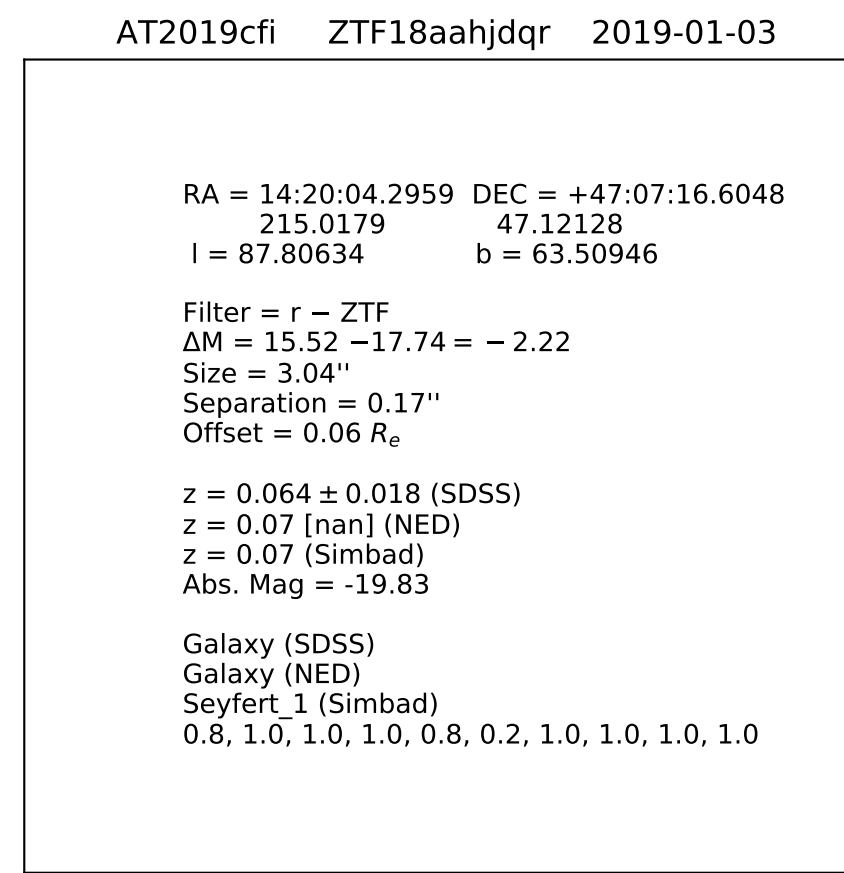 AT2019cfi ZTF18aahjdqr 2019-01-03
RA = 14:20:04.2959 DEC = +47:07:16.6048
215.0179 47.12128
l = 87.80634 b = 63.50946
Filter = r − ZTF
ΔM = 15.52 −17.74 = − 2.22
Size = 3.04''
Separation = 0.17''
Offset = 0.06 Rₑ
z = 0.064 ± 0.018 (SDSS)
z = 0.07 [nan] (NED)
z = 0.07 (Simbad)
Abs. Mag = -19.83
Galaxy (SDSS)
Galaxy (NED)
Seyfert_1 (Simbad)
0.8, 1.0, 1.0, 1.0, 0.8, 0.2, 1.0, 1.0, 1.0, 1.0